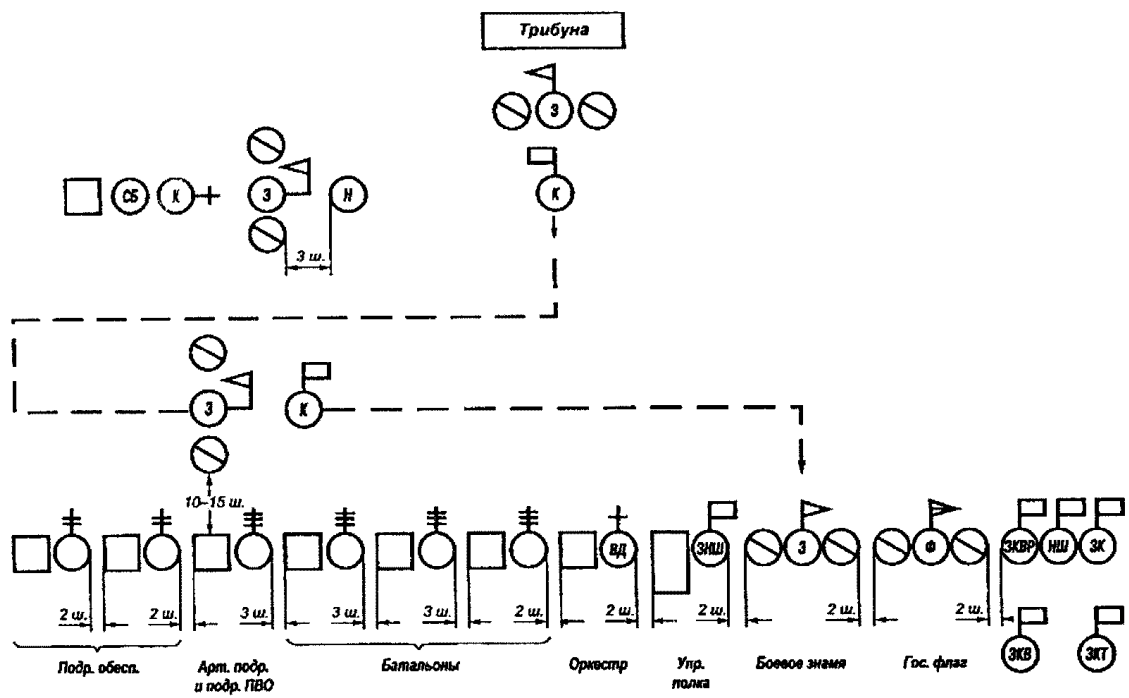 Трибуна
З
СБ К З Н К
3 ш.
З К
10–15 ш.
ВД ЗНШ З Ф ЗКВР НШ ЗК
2 ш. 2 ш. 3 ш. 3 ш. 3 ш. 2 ш. 2 ш. 2 ш. 2 ш. 2 ш.
ЗКВ ЗКТ
Подр. обесп. Арт. подр. Батальоны Оркестр Упр. Боевое знамя Гос. флаг
и подр. ПВО полка